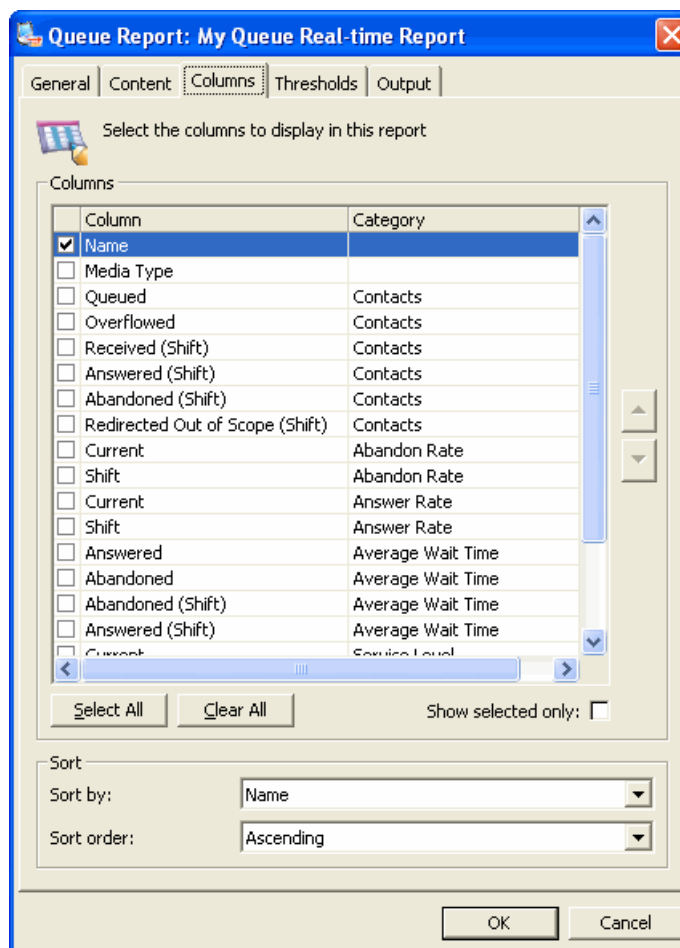 Queue Report: My Queue Real-time Report
General Content Columns Thresholds Output
Select the columns to display in this report
Columns
Column Category
Name
Media Type
Queued Contacts
Overflowed Contacts
Received (Shift) Contacts
Answered (Shift) Contacts
Abandoned (Shift) Contacts
Redirected Out of Scope (Shift) Contacts
Current Abandon Rate
Shift Abandon Rate
Current Answer Rate
Shift Answer Rate
Answered Average Wait Time
Abandoned Average Wait Time
Abandoned (Shift) Average Wait Time
Answered (Shift) Average Wait Time
Current Service Level
Select All Clear All Show selected only:
Sort
Sort by: Name
Sort order: Ascending
OK Cancel